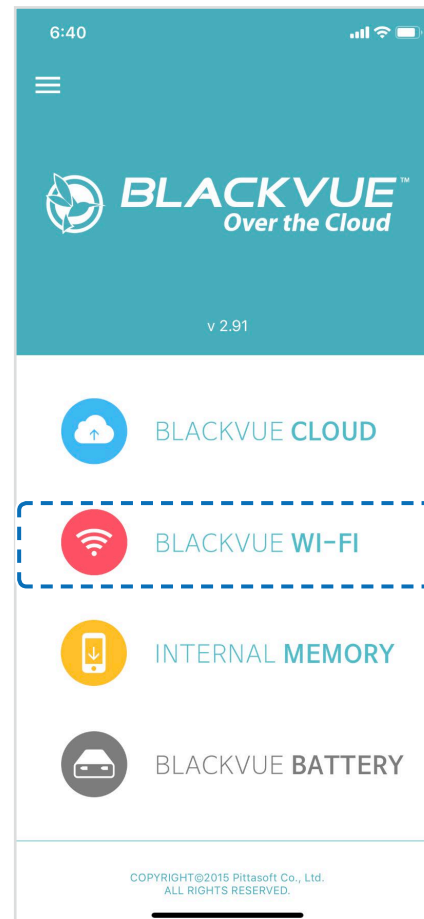 6:40
BLACKVUE™
Over the Cloud
v 2.91
BLACKVUE CLOUD
BLACKVUE WI-FI
INTERNAL MEMORY
BLACKVUE BATTERY
COPYRIGHT©2015 Pittasoft Co., Ltd.
ALL RIGHTS RESERVED.